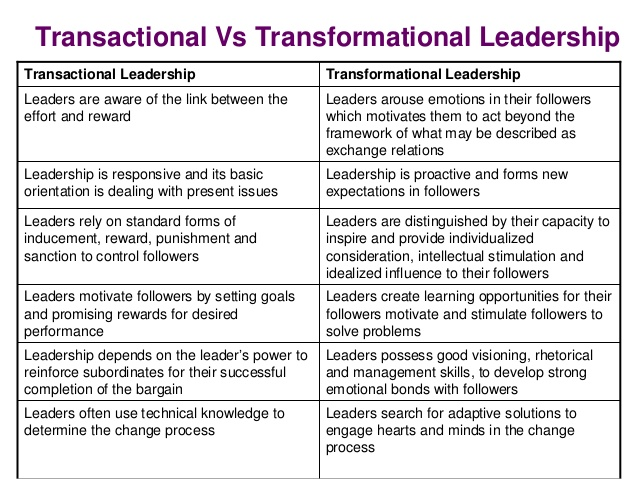 Transactional Vs Transformational Leadership
Transactional Leadership
Transformational Leadership
Leaders are aware of the link between the
effort and reward
Leaders arouse emotions in their followers
which motivates them to act beyond the
framework of what may be described as
exchange relations
Leadership is responsive and its basic
orientation is dealing with present issues
Leadership is proactive and forms new
expectations in followers
Leaders rely on standard forms of
inducement, reward, punishment and
sanction to control followers
Leaders are distinguished by their capacity to
inspire and provide individualized
consideration, intellectual stimulation and
idealized influence to their followers
Leaders motivate followers by setting goals
and promising rewards for desired
performance
Leaders create learning opportunities for their
followers motivate and stimulate followers to
solve problems
Leadership depends on the leader’s power to
reinforce subordinates for their successful
completion of the bargain
Leaders possess good visioning, rhetorical
and management skills, to develop strong
emotional bonds with followers
Leaders often use technical knowledge to
determine the change process
Leaders search for adaptive solutions to
engage hearts and minds in the change
process